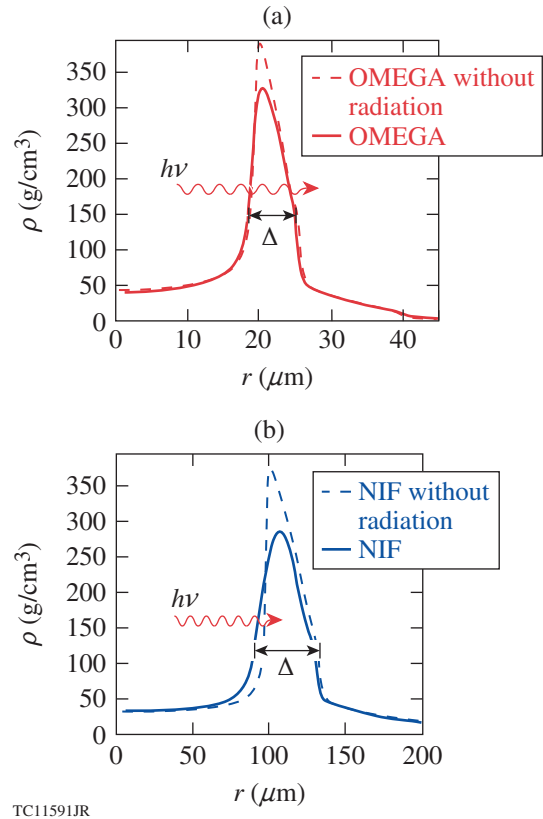 (a)
350
300
250
200
150
100
50
0
ρ (g/cm³)
OMEGA without
radiation
OMEGA
hν
Δ
0 10 20 30 40
r (μm)
(b)
350
300
250
200
150
100
50
0
ρ (g/cm³)
NIF without
radiation
NIF
hν
Δ
0 50 100 150 200
r (μm)
TC11591JR